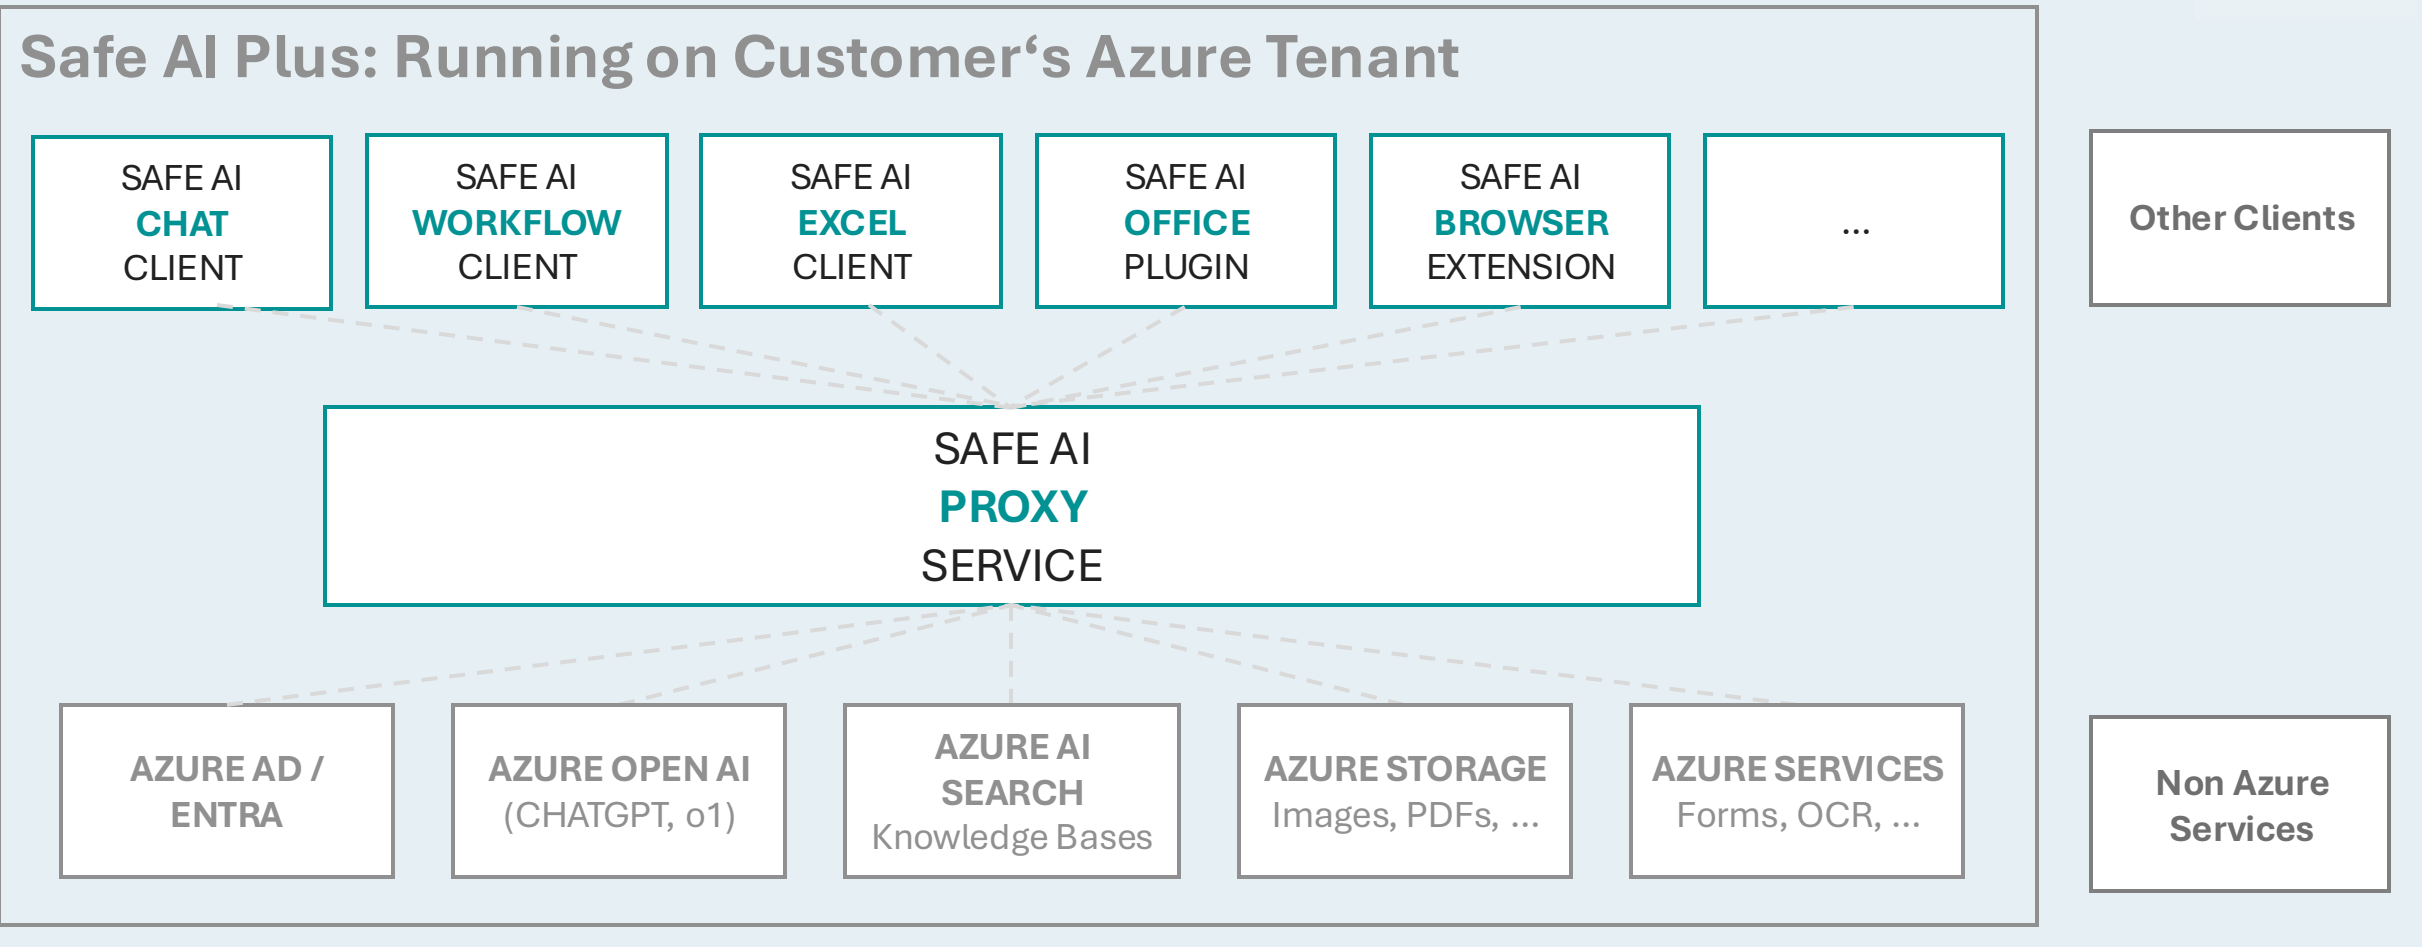 Safe AI Plus: Running on Customer‘s Azure Tenant
SAFE AI
CHAT
CLIENT
SAFE AI
WORKFLOW
CLIENT
SAFE AI
EXCEL
CLIENT
SAFE AI
OFFICE
PLUGIN
SAFE AI
BROWSER
EXTENSION
...
Other Clients
SAFE AI
PROXY
SERVICE
AZURE AD /
ENTRA
AZURE OPEN AI
(CHATGPT, o1)
AZURE AI
SEARCH
Knowledge Bases
AZURE STORAGE
Images, PDFs, ...
AZURE SERVICES
Forms, OCR, ...
Non Azure
Services